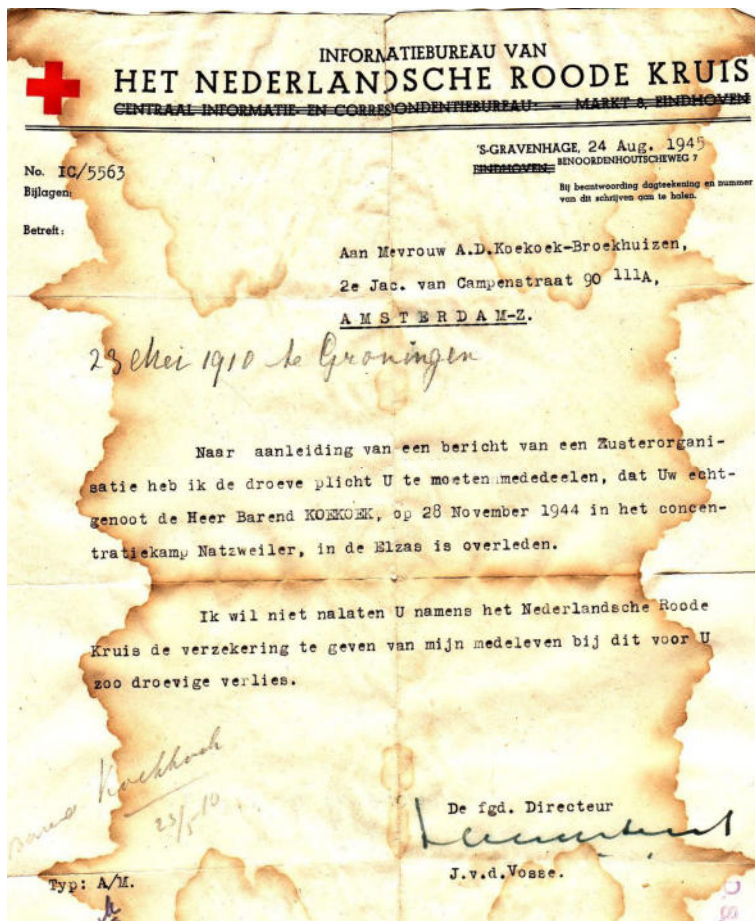 INFORMATIEBUREAU VAN
HET NEDERLANDSCHE ROODE KRUIS
CENTRAAL INFORMATIE- EN CORRESPONDENTIEBUREAU: — MARKT 8, EINDHOVEN
'S-GRAVENHAGE, 24 Aug. 1945
EINDHOVEN, BENOORDENHOUTSCHEWEG 7
No. IC/5563
Bijlagen:
Bij beantwoording dagteekening en nummer
van dit schrijven aan te halen.
Betreft:
Aan Mevrouw A.D.Koekoek-Broekhuizen,
2e Jac. van Campenstraat 90 111A,
AMSTERDAM-Z.
23 Mei 1910 te Groningen
Naar aanleiding van een bericht van een Zusterorgani-
satie heb ik de droeve plicht U te moeten mededeelen, dat Uw echt-
genoot de Heer Barend KOEKOEK, op 28 November 1944 in het concen-
tratiekamp Natzweiler, in de Elzas is overleden.
Ik wil niet nalaten U namens het Nederlandsche Roode
Kruis de verzekering te geven van mijn medeleven bij dit voor U
zoo droevige verlies.
23/5 10
De fgd. Directeur
J.v.d.Vosse.
Typ: A/M.